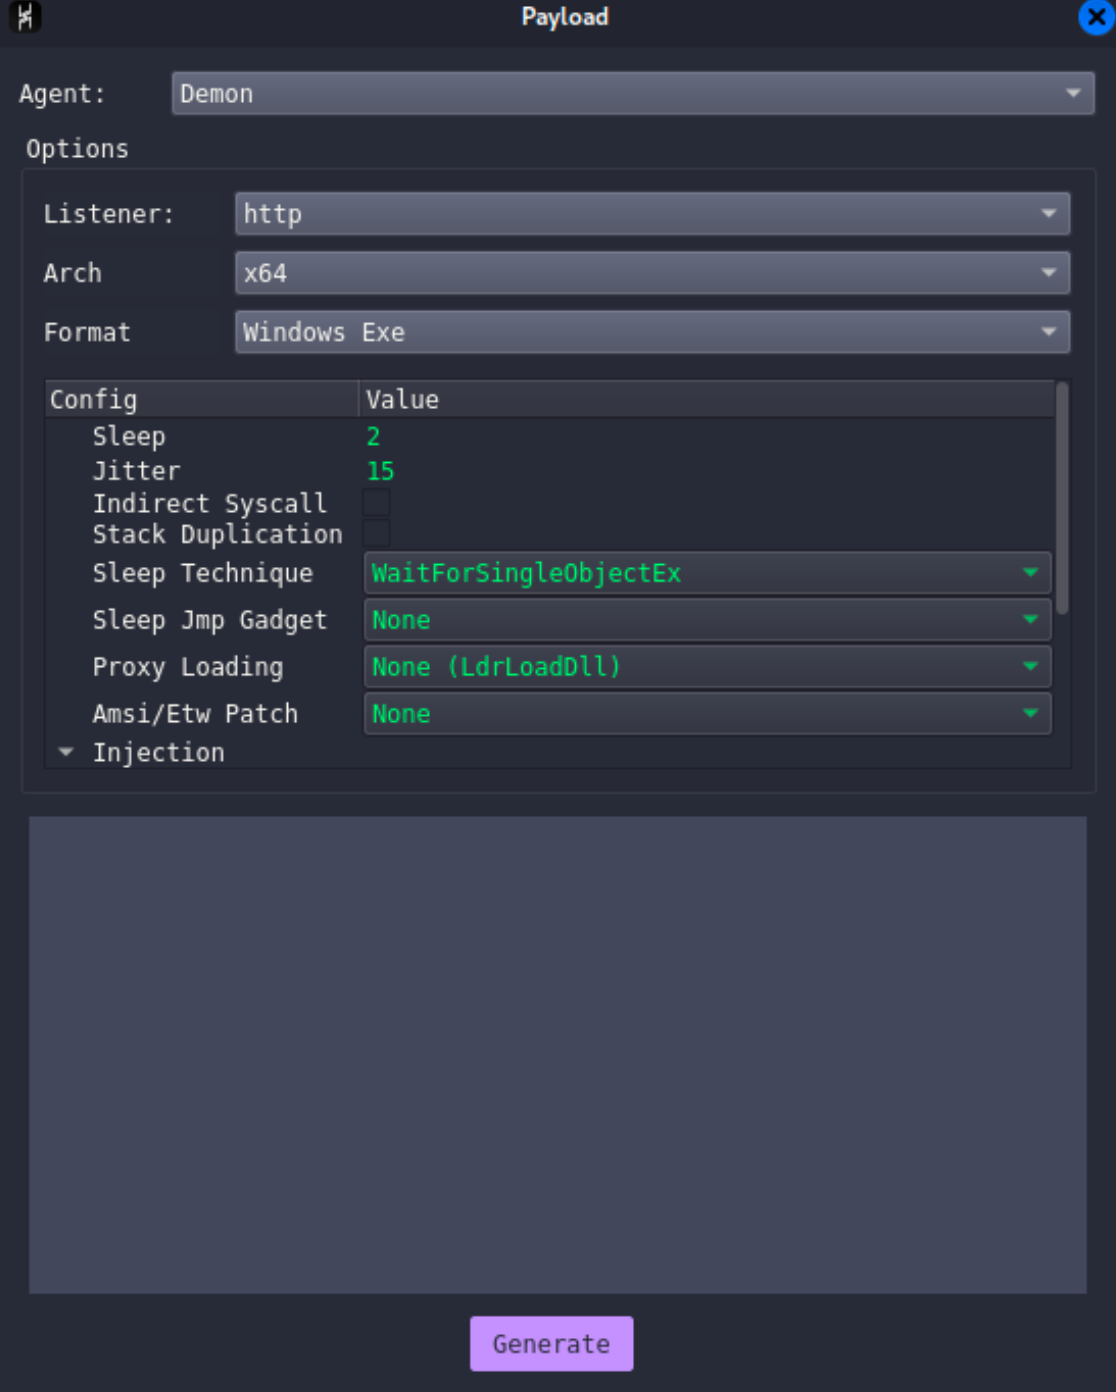 Payload
Agent: Demon
Options
Listener: http
Arch x64
Format Windows Exe
Config Value
Sleep 2
Jitter 15
Indirect Syscall
Stack Duplication
Sleep Technique WaitForSingleObjectEx
Sleep Jmp Gadget None
Proxy Loading None (LdrLoadDll)
Amsi/Etw Patch None
Injection
Generate